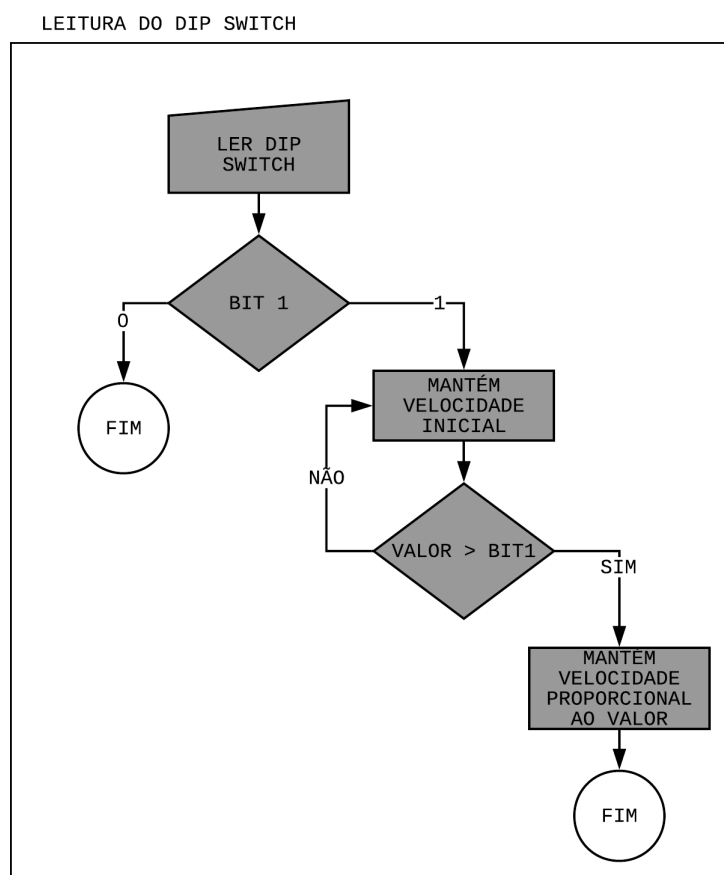 LEITURA DO DIP SWITCH
LER DIP
SWITCH
BIT 1
0
1
FIM
MANTÉM
VELOCIDADE
INICIAL
NÃO
VALOR > BIT1
SIM
MANTÉM
VELOCIDADE
PROPORCIONAL
AO VALOR
FIM